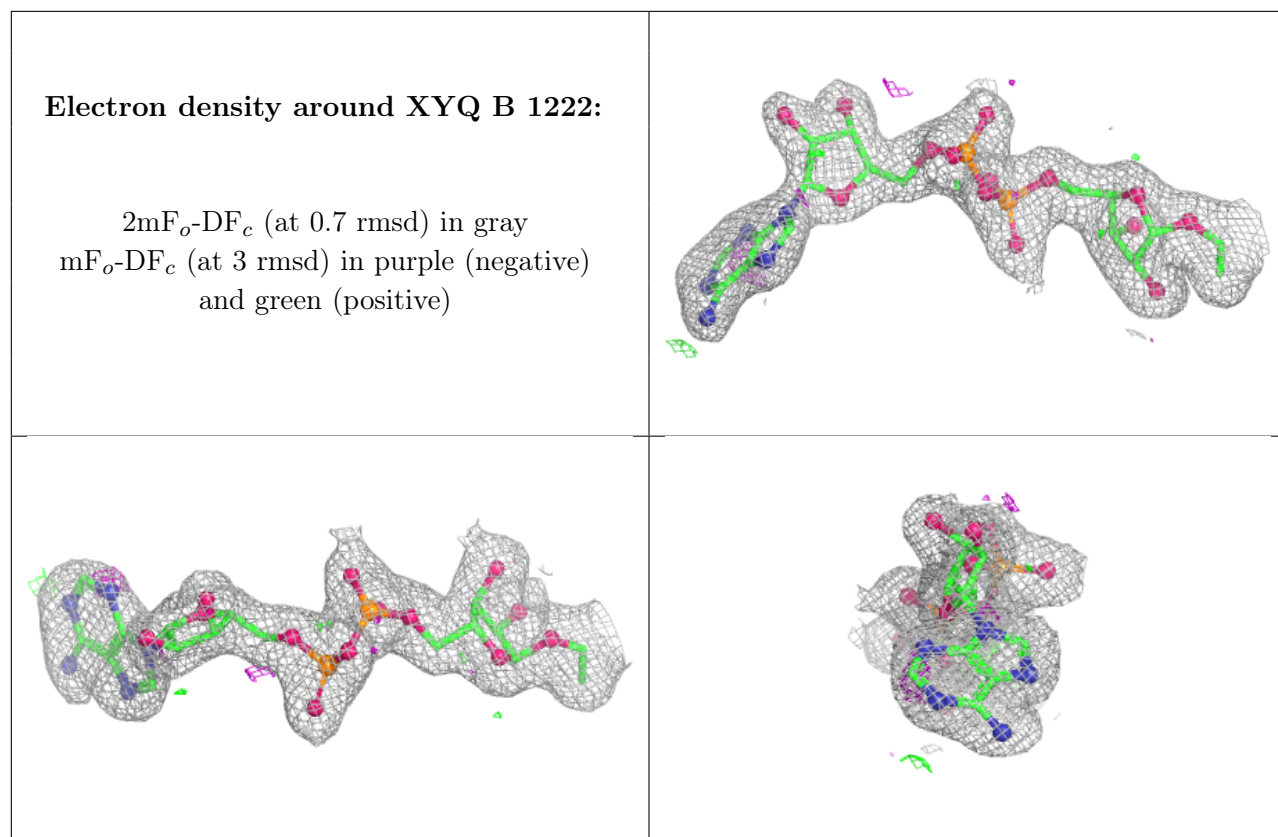 Electron density around XYQ B 1222:
2mFₒ-DF𝒸 (at 0.7 rmsd) in gray
mFₒ-DF𝒸 (at 3 rmsd) in purple (negative)
and green (positive)